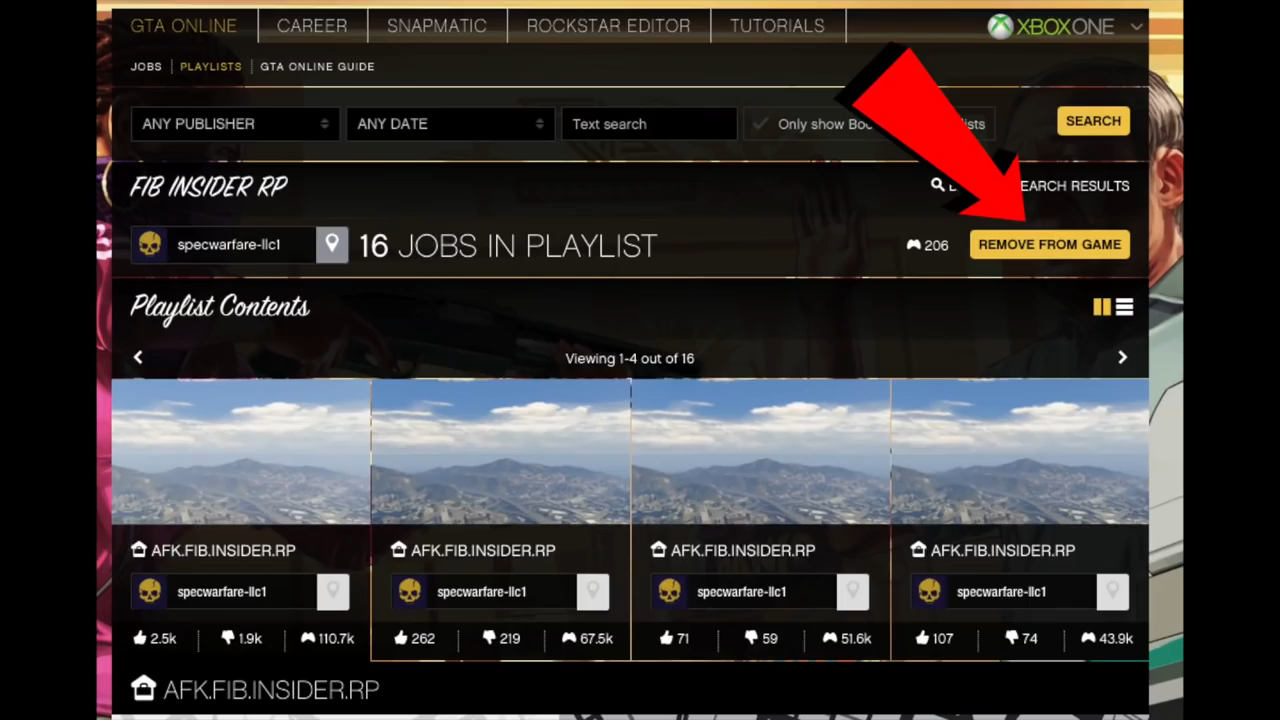 GTA ONLINE CAREER SNAPMATIC ROCKSTAR EDITOR TUTORIALS XBOX ONE
JOBS PLAYLISTS GTA ONLINE GUIDE
ANY PUBLISHER ANY DATE Text search Only show SEARCH
FIB INSIDER RP RESULTS
specwarfare-llc1 16 JOBS IN PLAYLIST 206 REMOVE FROM GAME
Playlist Contents
Viewing 1-4 out of 16
AFK.FIB.INSIDER.RP AFK.FIB.INSIDER.RP AFK.FIB.INSIDER.RP AFK.FIB.INSIDER.RP
specwarfare-llc1 specwarfare-llc1 specwarfare-llc1 specwarfare-llc1
2.5k 1.9k 110.7k 262 219 67.5k 71 59 51.6k 107 74 43.9k
AFK.FIB.INSIDER.RP